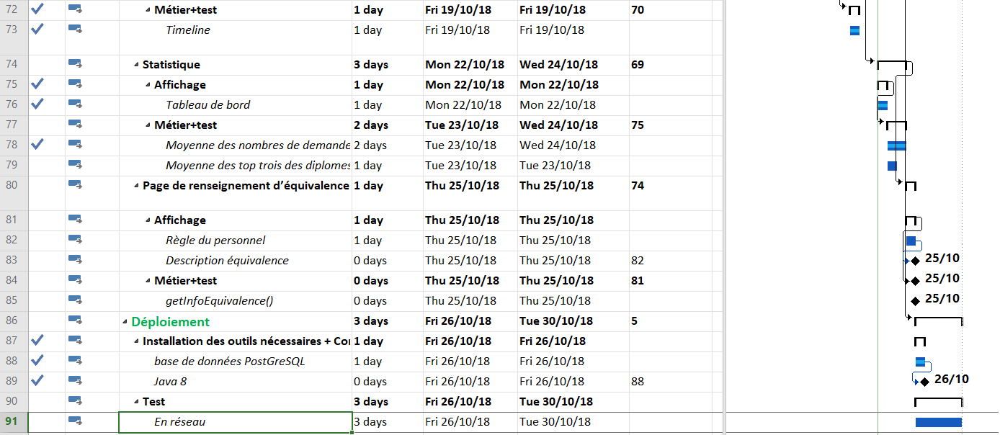 72 Métier+test 1 day Fri 19/10/18 Fri 19/10/18 70
73 Timeline 1 day Fri 19/10/18 Fri 19/10/18
74 Statistique 3 days Mon 22/10/18 Wed 24/10/18 69
75 Affichage 1 day Mon 22/10/18 Mon 22/10/18
76 Tableau de bord 1 day Mon 22/10/18 Mon 22/10/18
77 Métier+test 2 days Tue 23/10/18 Wed 24/10/18 75
78 Moyenne des nombres de demande 2 days Tue 23/10/18 Wed 24/10/18
79 Moyenne des top trois des diplomes 1 day Tue 23/10/18 Tue 23/10/18
80 Page de renseignement d’équivalence 1 day Thu 25/10/18 Thu 25/10/18 74
81 Affichage 1 day Thu 25/10/18 Thu 25/10/18
82 Règle du personnel 1 day Thu 25/10/18 Thu 25/10/18
83 Description équivalence 0 days Thu 25/10/18 Thu 25/10/18 82 25/10
84 Métier+test 0 days Thu 25/10/18 Thu 25/10/18 81 25/10
85 getInfoEquivalence() 0 days Thu 25/10/18 Thu 25/10/18 25/10
86 Déploiement 3 days Fri 26/10/18 Tue 30/10/18 5
87 Installation des outils nécessaires + Co 1 day Fri 26/10/18 Fri 26/10/18
88 base de données PostGreSQL 1 day Fri 26/10/18 Fri 26/10/18
89 Java 8 0 days Fri 26/10/18 Fri 26/10/18 88 26/10
90 Test 3 days Fri 26/10/18 Tue 30/10/18
91 En réseau 3 days Fri 26/10/18 Tue 30/10/18